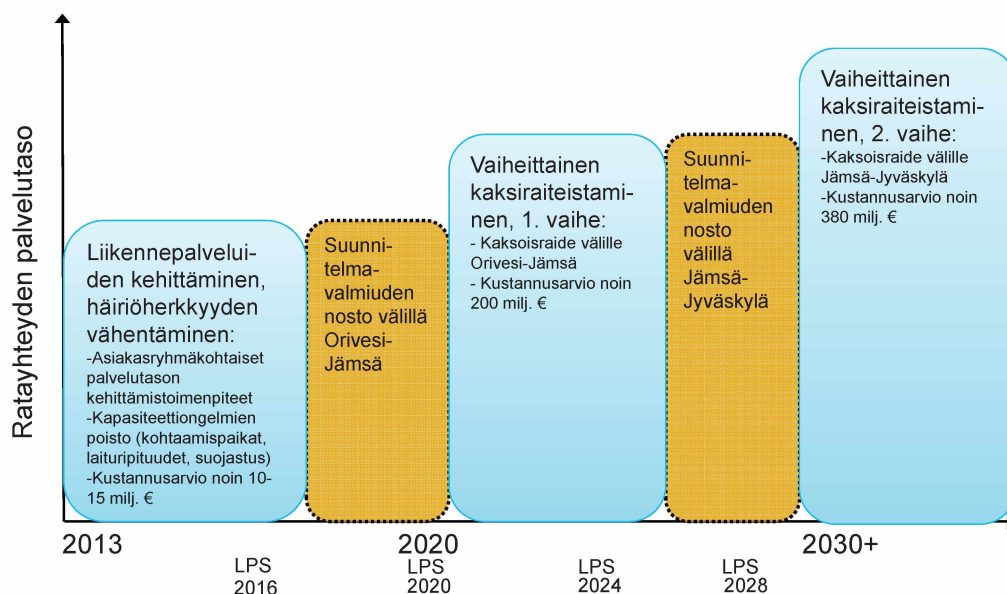 Ratayhteyden palvelutaso
Liikennepalvelui-
den kehittäminen,
häiriöherkkyyden
vähentäminen:
-Asiakasryhmäkohtaiset
palvelutason
kehittämistoimenpiteet
-Kapasiteettiongelmien
poisto (kohtaamispaikat,
laituripituudet, suojastus)
-Kustannusarvio noin 10-
15 milj. €
Suunni-
telma-
valmiuden
nosto välillä
Orivesi-
Jämsä
Vaiheittainen
kaksiraiteistami-
nen, 1. vaihe:
- Kaksoisraide välille
Orivesi-Jämsä
- Kustannusarvio noin
200 milj. €
Suunni-
telma-
valmiuden
nosto
välillä
Jämsä-
Jyväskylä
Vaiheittainen
kaksiraiteistami-
nen, 2. vaihe:
-Kaksoisraide välille
Jämsä-Jyväskylä
-Kustannusarvio noin
380 milj. €
2013
2020
2030+
LPS
2016
LPS
2020
LPS
2024
LPS
2028